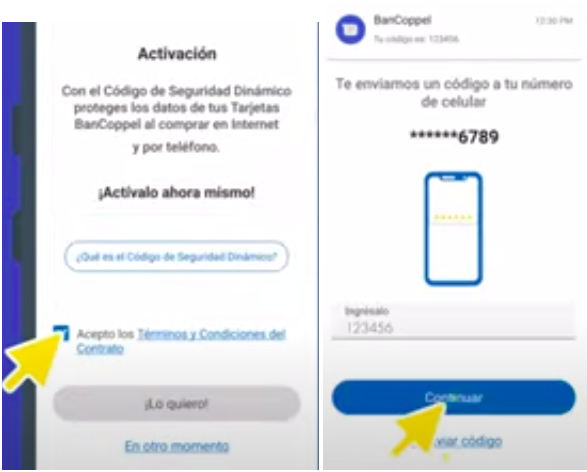 Activación
Con el Código de Seguridad Dinámico
proteges los datos de tus Tarjetas
BanCoppel al comprar en Internet
y por teléfono.
¡Actívalo ahora mismo!
¿Qué es el Código de Seguridad Dinámico?
Acepto los Términos y Condiciones del
Contrato
¡Lo quiero!
En otro momento
BanCoppel
12:30 PM
Tu código es: 123456
Te enviamos un código a tu número
de celular
******6789
Ingrésalo
123456
Continuar
viar código